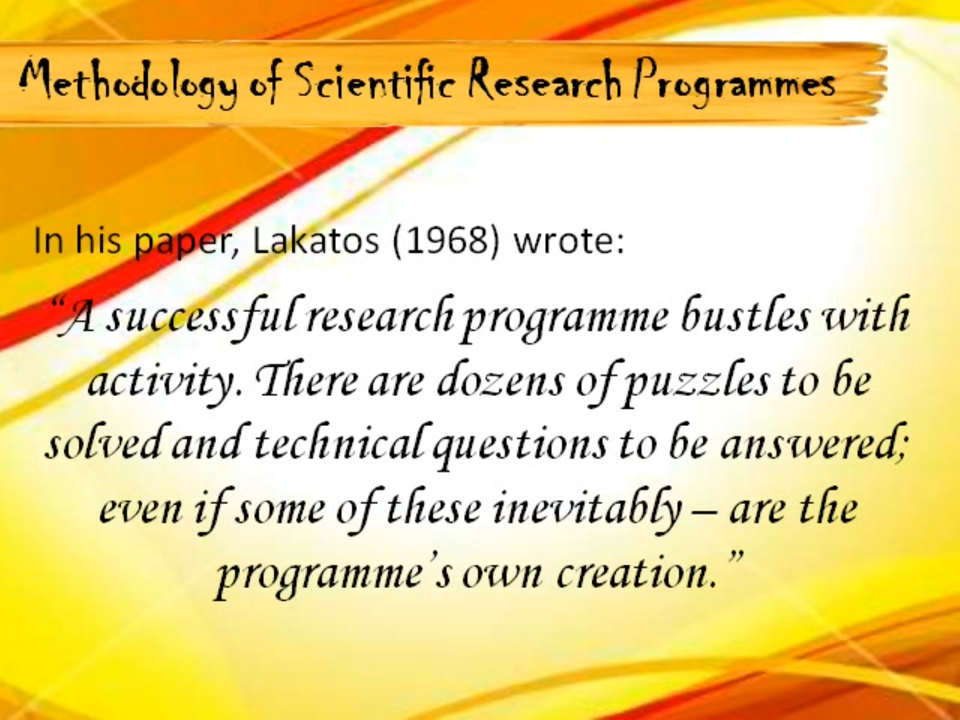 Methodology of Scientific Research Programmes
In his paper, Lakatos (1968) wrote:
“A successful research programme bustles with
activity. There are dozens of puzzles to be
solved and technical questions to be answered;
even if some of these inevitably – are the
programme’s own creation.”